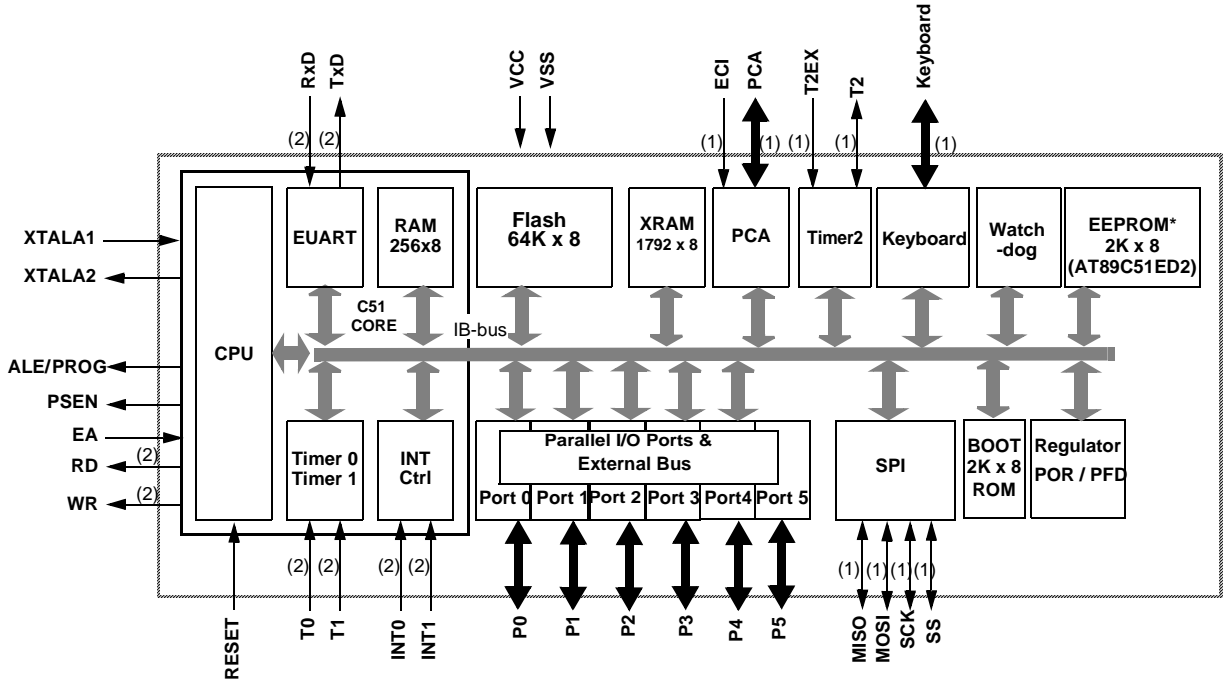 RxD
TxD
VCC
VSS
ECI
PCA
T2EX
T2
Keyboard
(2)
(2)
(1)
(1)
(1)
(1)
(1)
XTALA1
XTALA2
ALE/PROG
PSEN
EA
RD
(2)
WR
(2)
CPU
EUART
RAM
256x8
C51
CORE
IB-bus
Flash
64K x 8
XRAM
1792 x 8
PCA
Timer2
Keyboard
Watch
-dog
EEPROM*
2K x 8
(AT89C51ED2)
Timer 0
Timer 1
INT
Ctrl
Parallel I/O Ports &
External Bus
Port 0
Port 1
Port 2
Port 3
Port4
Port 5
SPI
BOOT
2K x 8
ROM
Regulator
POR / PFD
(2)
(2)
(2)
(2)
(1)
(1)
(1)
(1)
RESET
T0
T1
INT0
INT1
P0
P1
P2
P3
P4
P5
MISO
MOSI
SCK
SS